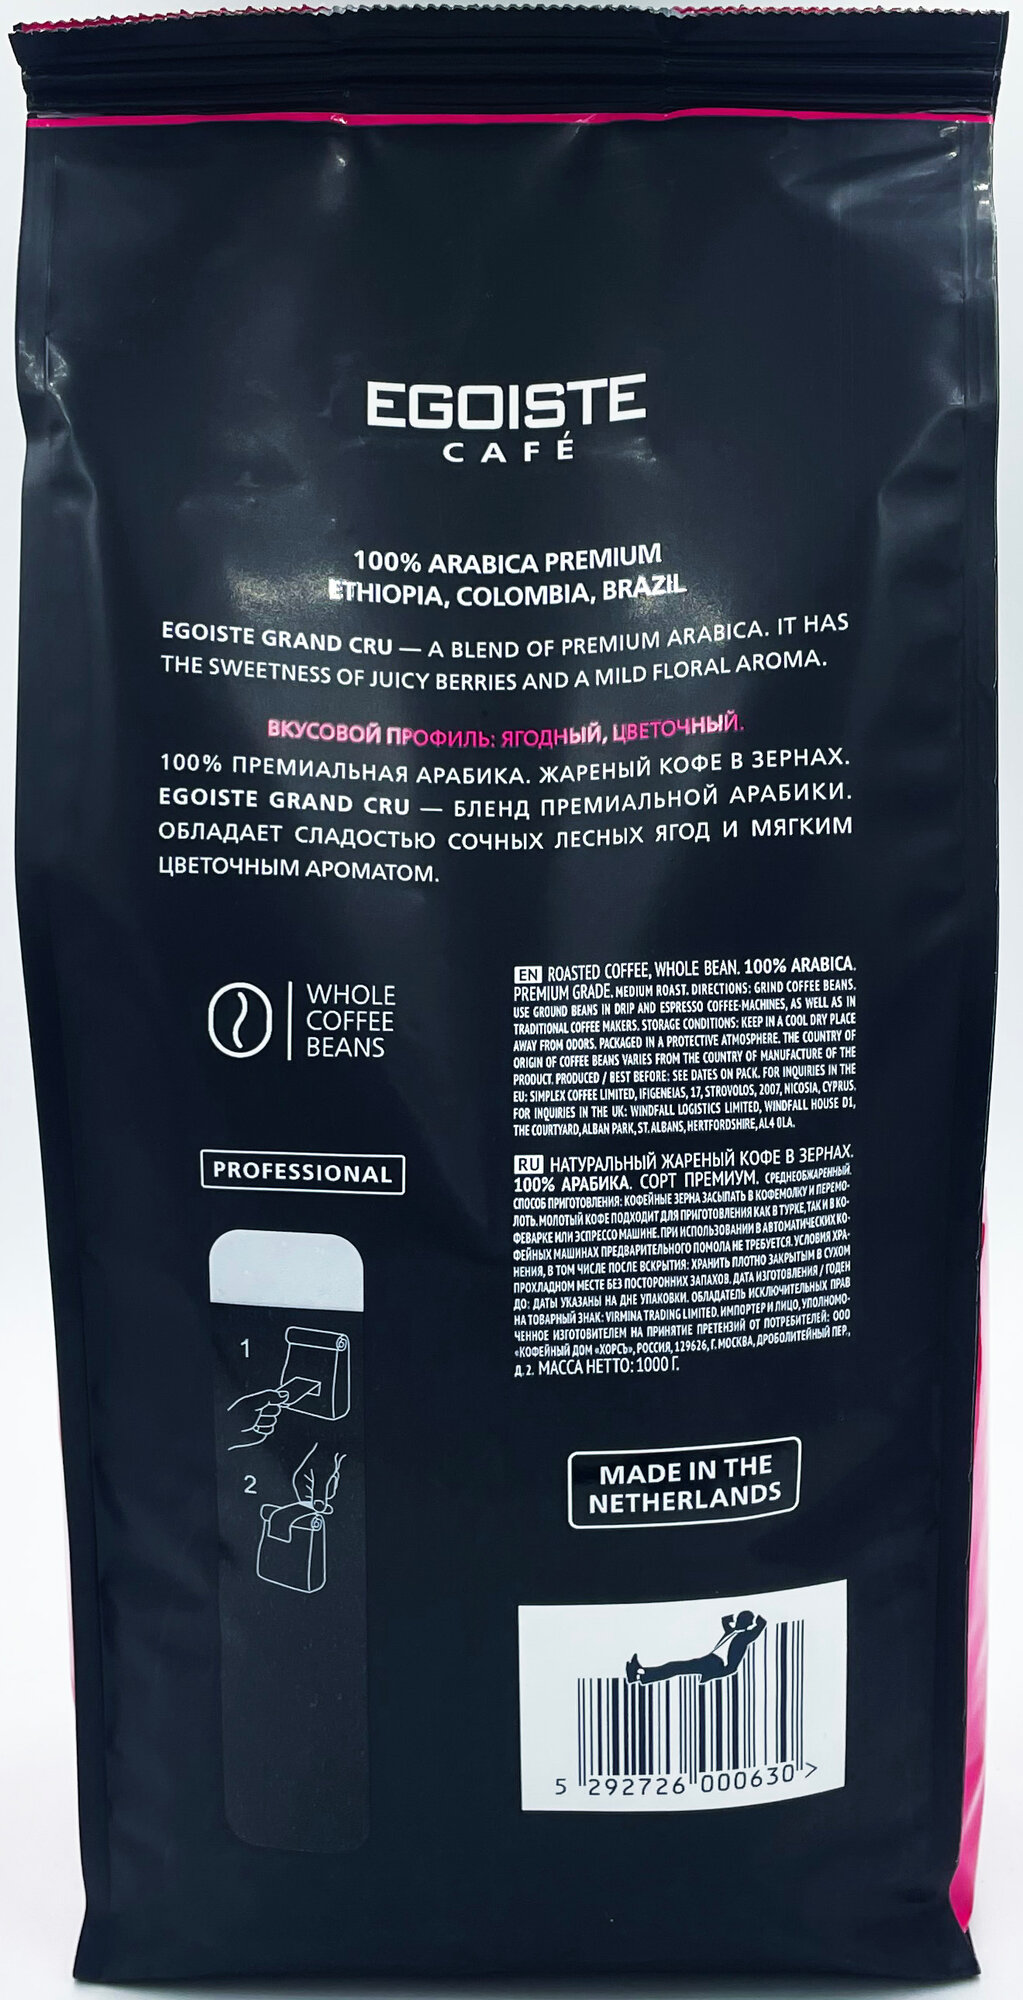 EGOISTE
CAFÉ
100% ARABICA PREMIUM
ETHIOPIA, COLOMBIA, BRAZIL
EGOISTE GRAND CRU — A BLEND OF PREMIUM ARABICA. IT HAS
THE SWEETNESS OF JUICY BERRIES AND A MILD FLORAL AROMA.
ВКУСОВОЙ ПРОФИЛЬ: ЯГОДНЫЙ, ЦВЕТОЧНЫЙ.
100% ПРЕМИАЛЬНАЯ АРАБИКА. ЖАРЕНЫЙ КОФЕ В ЗЕРНАХ.
EGOISTE GRAND CRU — БЛЕНД ПРЕМИАЛЬНОЙ АРАБИКИ.
ОБЛАДАЕТ СЛАДОСТЬЮ СОЧНЫХ ЛЕСНЫХ ЯГОД И МЯГКИМ
ЦВЕТОЧНЫМ АРОМАТОМ.
WHOLE
COFFEE
BEANS
PROFESSIONAL
1
2
EN ROASTED COFFEE, WHOLE BEAN. 100% ARABICA.
PREMIUM GRADE. MEDIUM ROAST. DIRECTIONS: GRIND COFFEE BEANS.
USE GROUND BEANS IN DRIP AND ESPRESSO COFFEE-MACHINES, AS WELL AS IN
TRADITIONAL COFFEE MAKERS. STORAGE CONDITIONS: KEEP IN A COOL DRY PLACE
AWAY FROM ODORS. PACKAGED IN A PROTECTIVE ATMOSPHERE. THE COUNTRY OF
ORIGIN OF COFFEE BEANS VARIES FROM THE COUNTRY OF MANUFACTURE OF THE
PRODUCT. PRODUCED / BEST BEFORE: SEE DATES ON PACK. FOR INQUIRIES IN THE
EU: SIMPLEX COFFEE LIMITED, IFIGENEIAS, 17, STROVOLOS, 2007, NICOSIA, CYPRUS.
FOR INQUIRIES IN THE UK: WINDFALL LOGISTICS LIMITED, WINDFALL HOUSE D1,
THE COURTYARD, ALBAN PARK, ST. ALBANS, HERTFORDSHIRE, AL4 0LA.
RU НАТУРАЛЬНЫЙ ЖАРЕНЫЙ КОФЕ В ЗЕРНАХ.
100% АРАБИКА. СОРТ ПРЕМИУМ. СРЕДНЕОБЖАРЕННЫЙ.
СПОСОБ ПРИГОТОВЛЕНИЯ: КОФЕЙНЫЕ ЗЕРНА ЗАСЫПАТЬ В КОФЕМОЛКУ И ПЕРЕМО-
ЛОТЬ. МОЛОТЫЙ КОФЕ ПОДХОДИТ ДЛЯ ПРИГОТОВЛЕНИЯ КАК В ТУРКЕ, ТАК И В КО-
ФЕВАРКЕ ИЛИ ЭСПРЕССО МАШИНЕ. ПРИ ИСПОЛЬЗОВАНИИ В АВТОМАТИЧЕСКИХ КО-
ФЕЙНЫХ МАШИНАХ ПРЕДВАРИТЕЛЬНОГО ПОМОЛА НЕ ТРЕБУЕТСЯ. УСЛОВИЯ ХРА-
НЕНИЯ, В ТОМ ЧИСЛЕ ПОСЛЕ ВСКРЫТИЯ: ХРАНИТЬ ПЛОТНО ЗАКРЫТЫМ В СУХОМ
ПРОХЛАДНОМ МЕСТЕ БЕЗ ПОСТОРОННИХ ЗАПАХОВ. ДАТА ИЗГОТОВЛЕНИЯ / ГОДЕН
ДО: ДАТЫ УКАЗАНЫ НА ДНЕ УПАКОВКИ. ОБЛАДАТЕЛЬ ИСКЛЮЧИТЕЛЬНЫХ ПРАВ
НА ТОВАРНЫЙ ЗНАК: VIRMINA TRADING LIMITED. ИМПОРТЕР И ЛИЦО, УПОЛНОМО-
ЧЕННОЕ ИЗГОТОВИТЕЛЕМ НА ПРИНЯТИЕ ПРЕТЕНЗИЙ ОТ ПОТРЕБИТЕЛЕЙ: ООО
«КОФЕЙНЫЙ ДОМ «ХОРСЪ», РОССИЯ, 129626, Г. МОСКВА, ДРОБОЛИТЕЙНЫЙ ПЕР.,
Д. 2. МАССА НЕТТО: 1000 Г.
MADE IN THE
NETHERLANDS
5 292726 000630 >